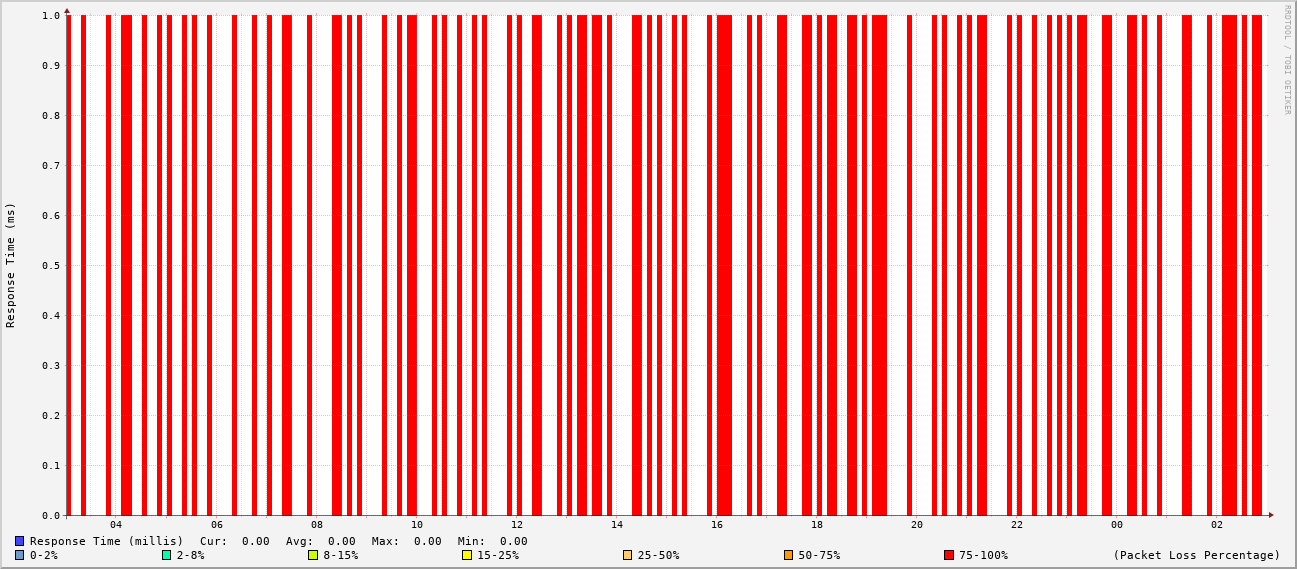 RRDTOOL / TOBI OETIKER
Response Time (ms)
1.0
0.9
0.8
0.7
0.6
0.5
0.4
0.3
0.2
0.1
0.0
04 06 08 10 12 14 16 18 20 22 00 02
Response Time (millis) Cur: 0.00 Avg: 0.00 Max: 0.00 Min: 0.00
0-2% 2-8% 8-15% 15-25% 25-50% 50-75% 75-100% (Packet Loss Percentage)